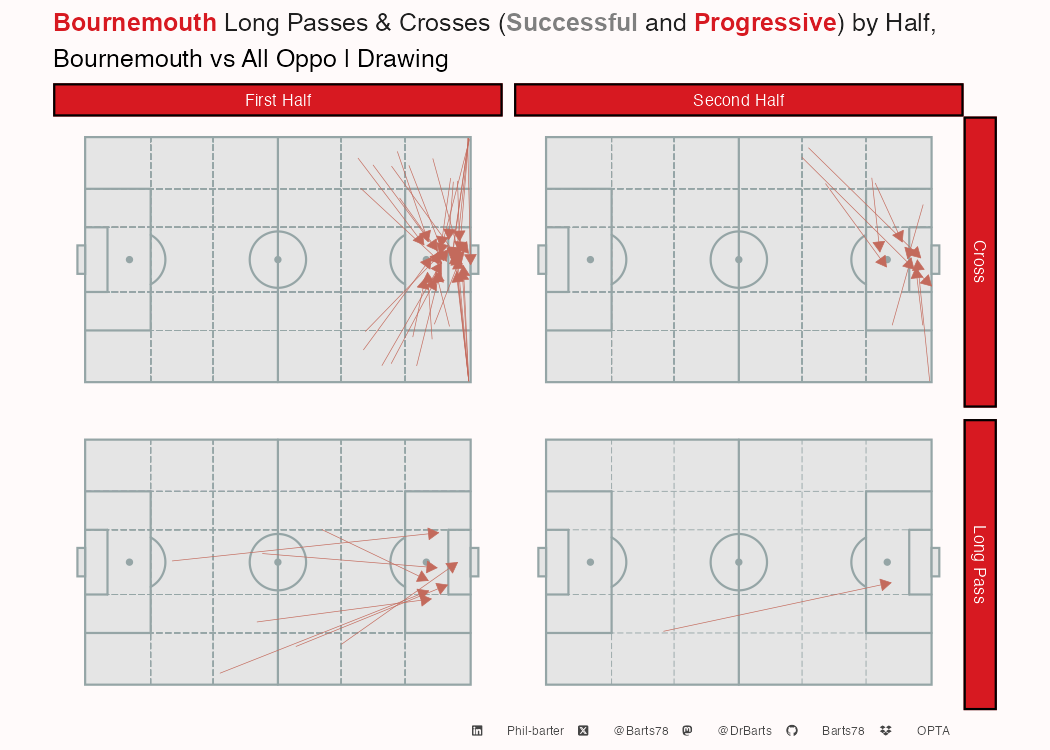 Bournemouth Long Passes & Crosses (Successful and Progressive) by Half,
Bournemouth vs All Oppo | Drawing
First Half
Second Half
Cross
Long Pass
Phil-barter @Barts78 @DrBarts Barts78 OPTA